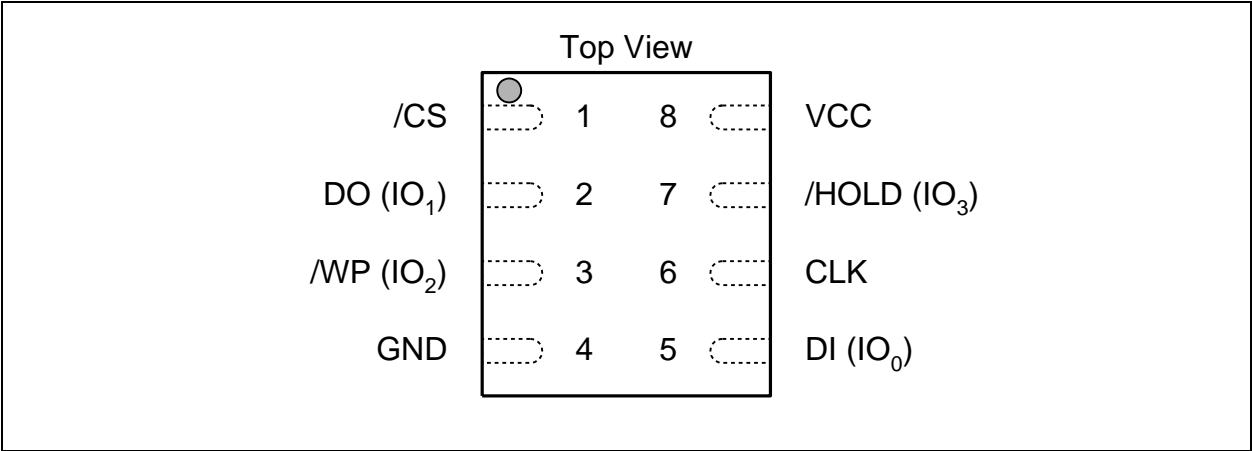 Top View
/CS 1 8 VCC
DO (IO₁) 2 7 /HOLD (IO₃)
/WP (IO₂) 3 6 CLK
GND 4 5 DI (IO₀)